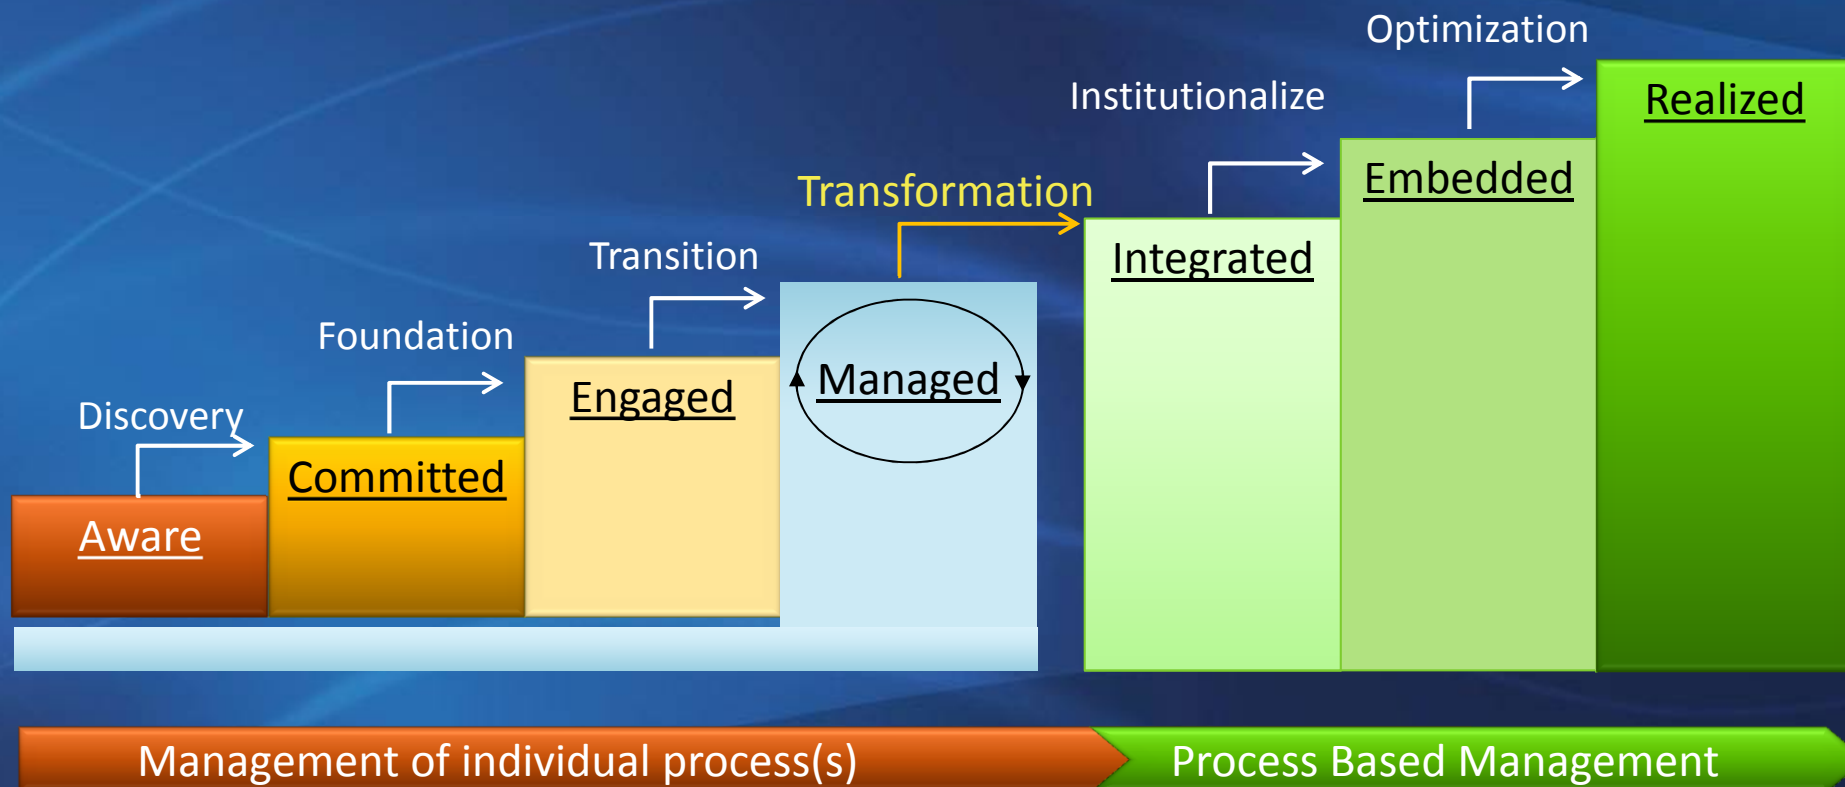 Optimization
Realized
Institutionalize
Embedded
Transformation
Integrated
Transition
Managed
Foundation
Engaged
Discovery
Committed
Aware
Management of individual process(s)
Process Based Management